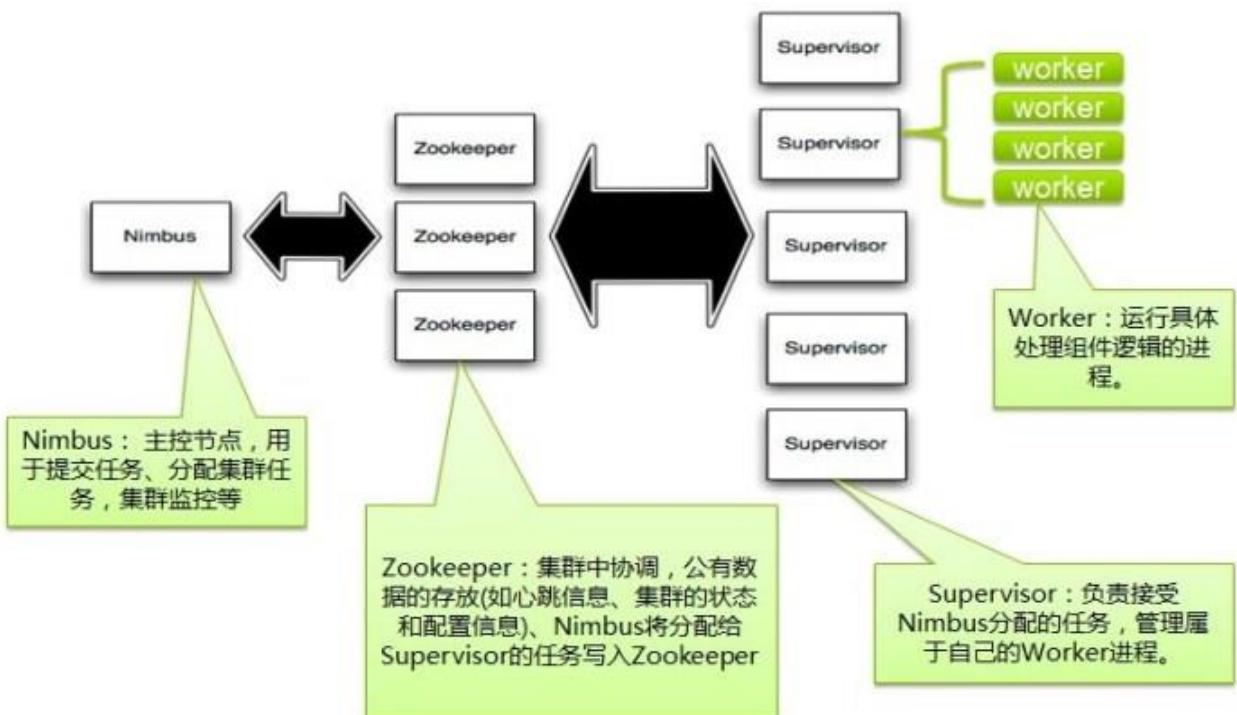 Supervisor
worker
worker
worker
worker
Zookeeper
Supervisor
Nimbus
Zookeeper
Supervisor
Zookeeper
Supervisor
Supervisor
Worker：运行具体
处理组件逻辑的进
程。
Nimbus： 主控节点，用
于提交任务、分配集群任
务，集群监控等
Zookeeper：集群中协调，公有数
据的存放(如心跳信息、集群的状态
和配置信息)、Nimbus将分配给
Supervisor的任务写入Zookeeper
Supervisor：负责接受
Nimbus分配的任务，管理属
于自己的Worker进程。